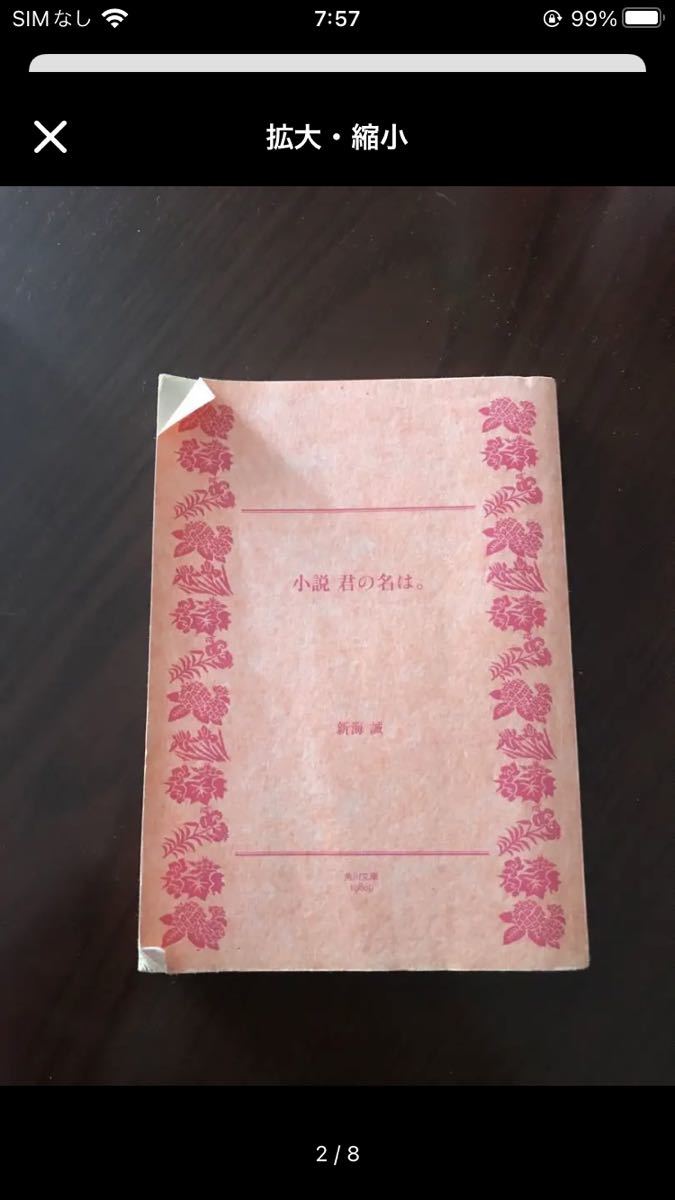 SIMなし 7:57 99%
拡大・縮小
小説 君の名は。
新海 誠
角川文庫
2 / 8